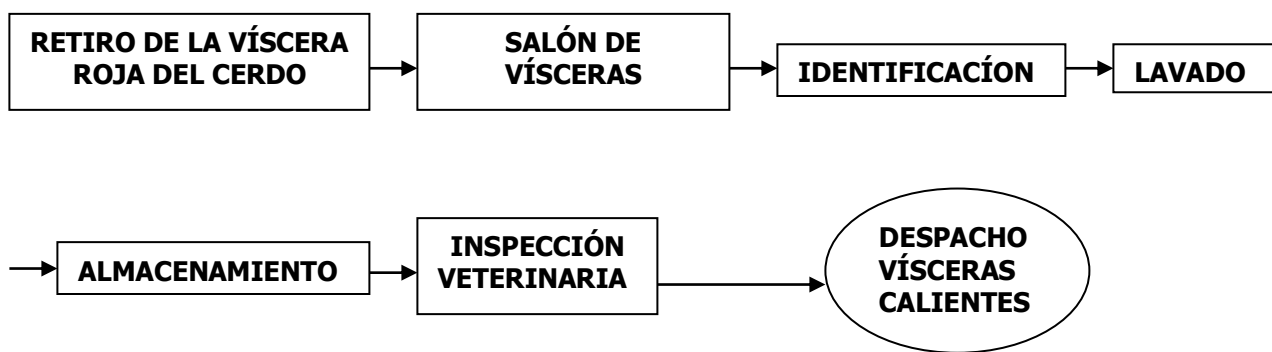 RETIRO DE LA VÍSCERA
ROJA DEL CERDO
SALÓN DE
VÍSCERAS
IDENTIFICACÍON
LAVADO
ALMACENAMIENTO
INSPECCIÓN
VETERINARIA
DESPACHO
VÍSCERAS
CALIENTES